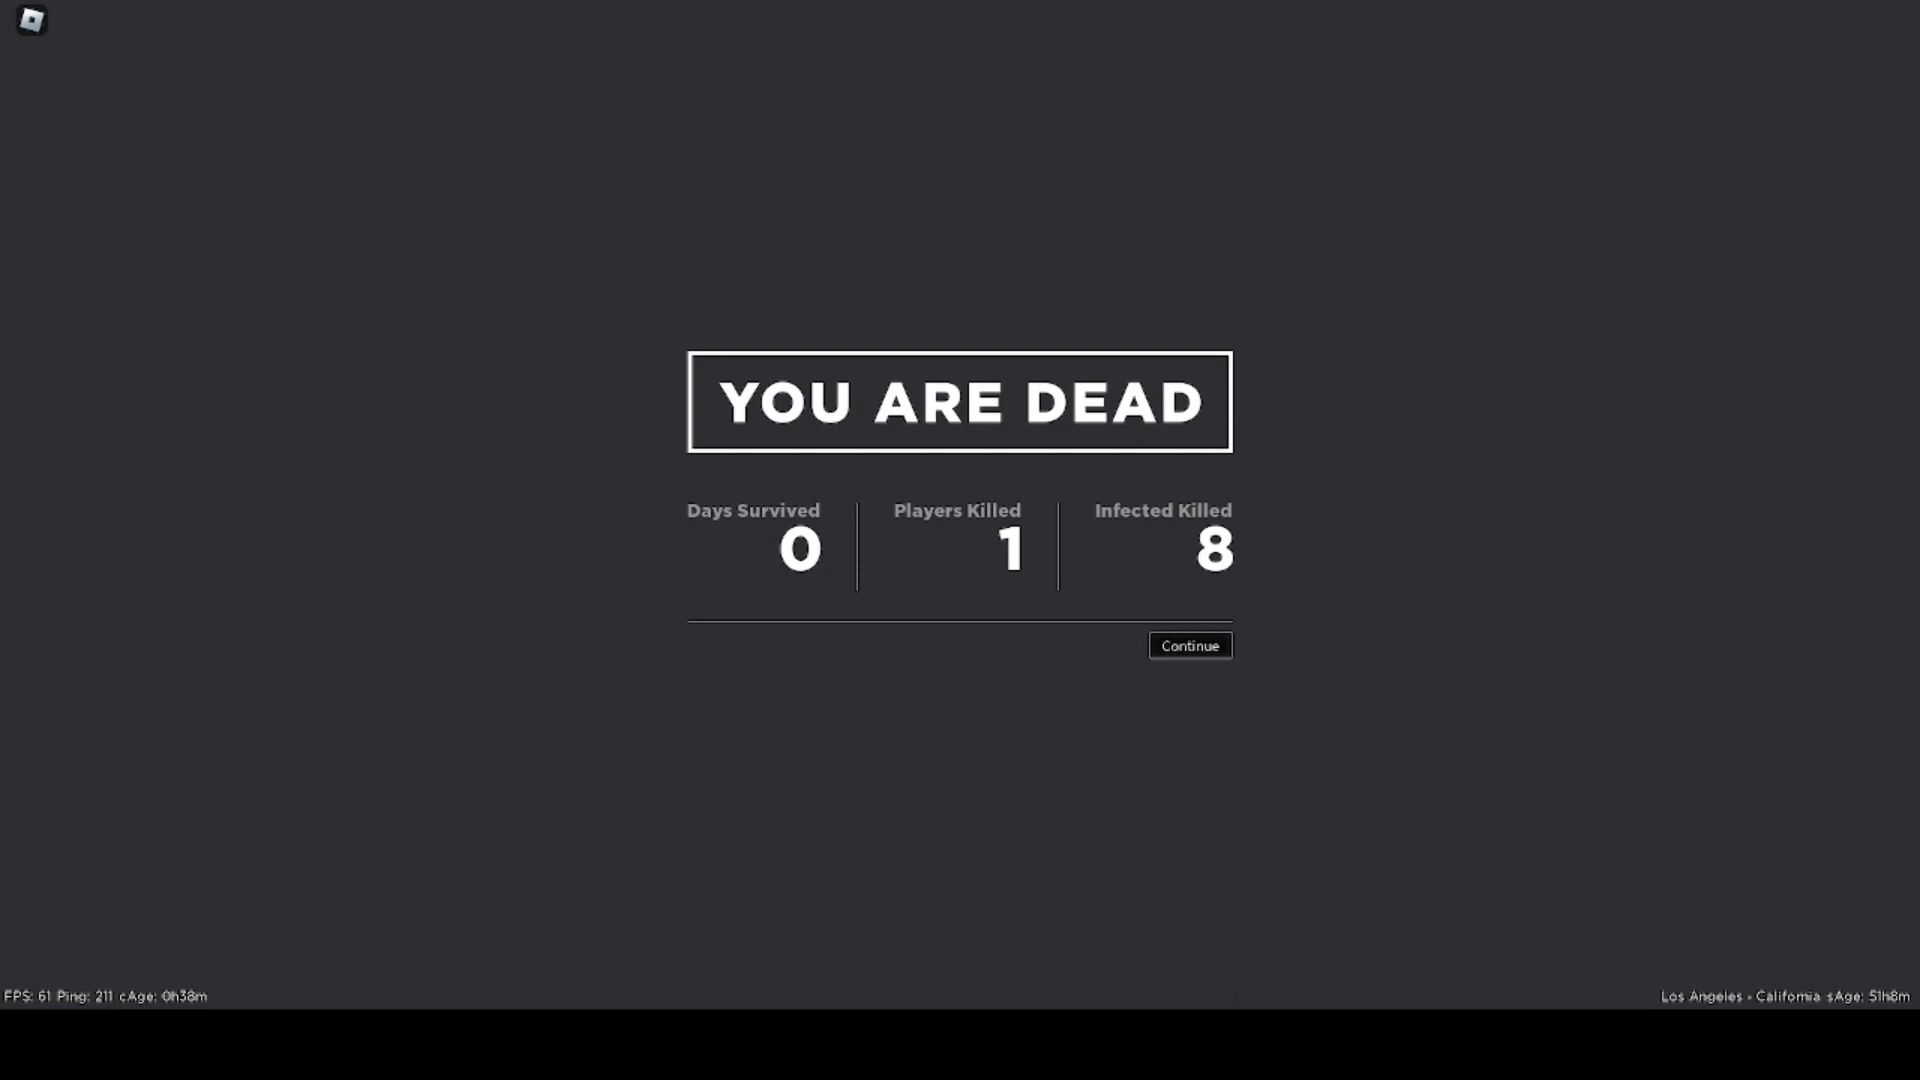 YOU ARE DEAD
Days Survived Players Killed Infected Killed
0 1 8
Continue
FPS: 61 Ping: 211 cAge: 0h38m Los Angeles - California sAge: 51h8m